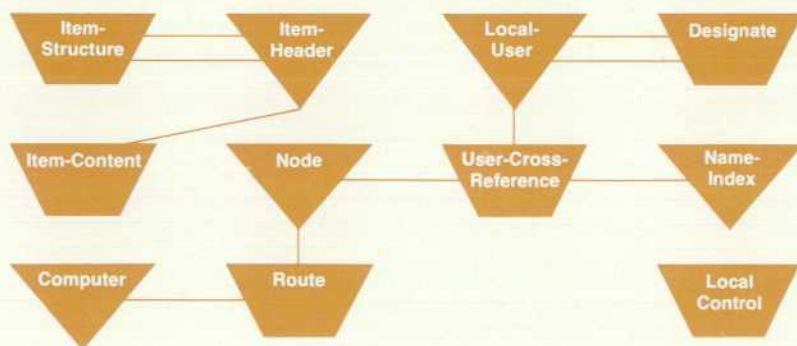 Item-
Structure
Item-
Header
Local-
User
Designate
Item-Content
Node
User-Cross-
Reference
Name-
Index
Computer
Route
Local
Control